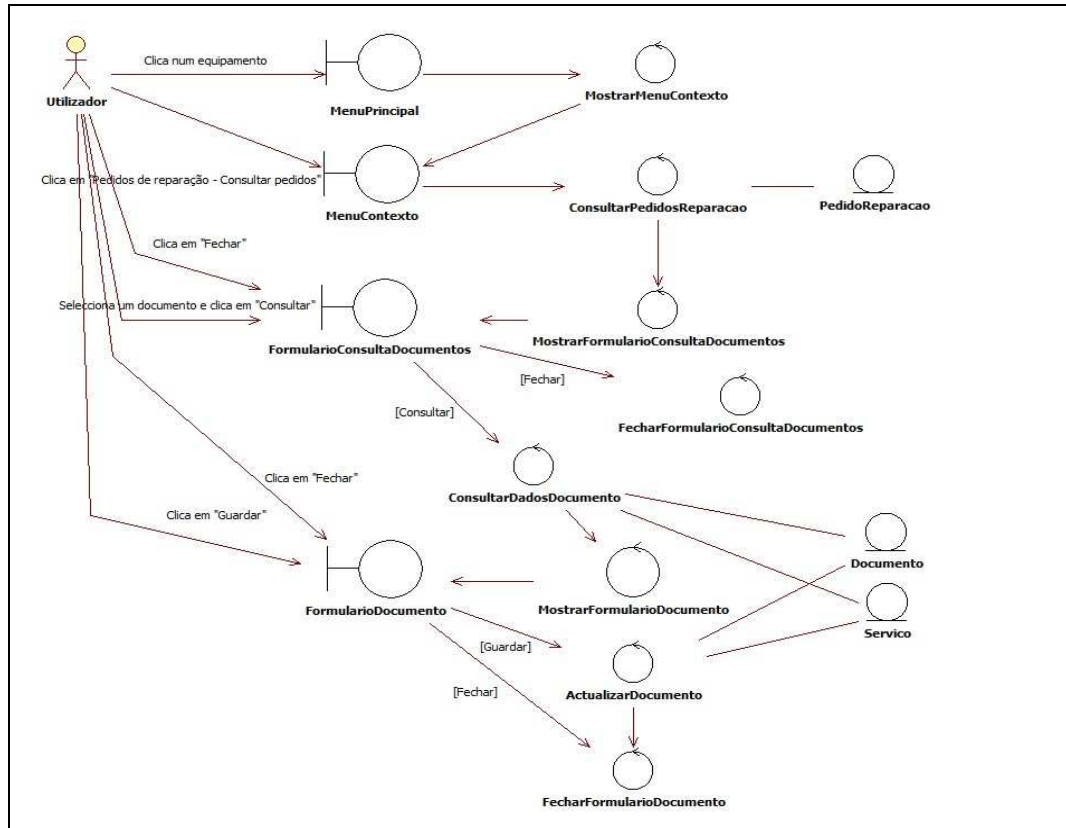 Clica num equipamento
Utilizador
MenuPrincipal
MostrarMenuContexto
Clica em "Pedidos de reparação - Consultar pedidos"
MenuContexto
ConsultarPedidosReparacao
PedidoReparacao
Clica em "Fechar"
Selecciona um documento e clica em "Consultar"
FormularioConsultaDocumentos
MostrarFormularioConsultaDocumentos
[Fechar]
[Consultar]
FecharFormularioConsultaDocumentos
Clica em "Fechar"
ConsultarDadosDocumento
Clica em "Guardar"
Documento
FormularioDocumento
MostrarFormularioDocumento
Servico
[Guardar]
[Fechar]
ActualizarDocumento
FecharFormularioDocumento